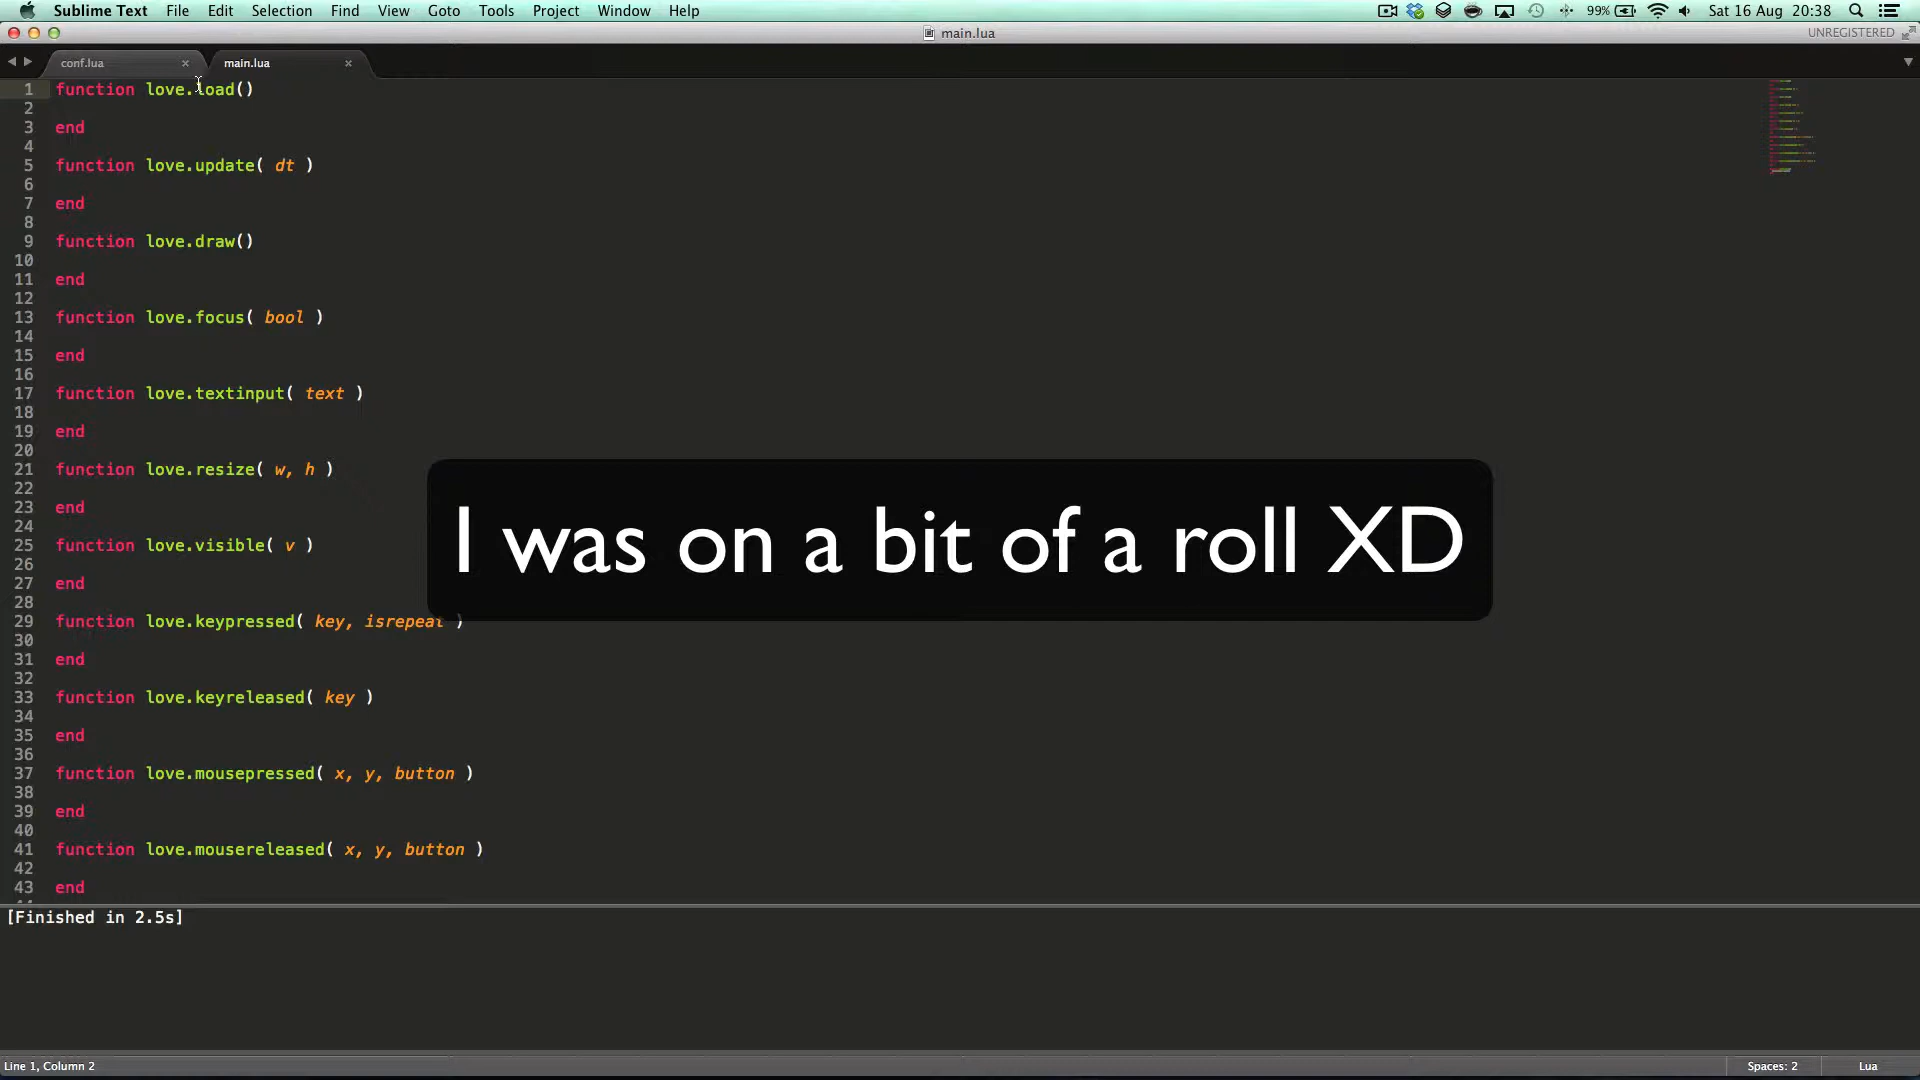 Sublime Text File Edit Selection Find View Goto Tools Project Window Help 99% Sat 16 Aug 20:38
main.lua UNREGISTERED
conf.lua × main.lua ×
1 function love.load()
2
3 end
4
5 function love.update( dt )
6
7 end
8
9 function love.draw()
10
11 end
12
13 function love.focus( bool )
14
15 end
16
17 function love.textinput( text )
18
19 end
20
21 function love.resize( w, h )
22
23 end
24
25 function love.visible( v )
26
27 end
28
29 function love.keypressed( key, isrepeat )
30
31 end
32
33 function love.keyreleased( key )
34
35 end
36
37 function love.mousepressed( x, y, button )
38
39 end
40
41 function love.mousereleased( x, y, button )
42
43 end
I was on a bit of a roll XD
[Finished in 2.5s]
Line 1, Column 2 Spaces: 2 Lua